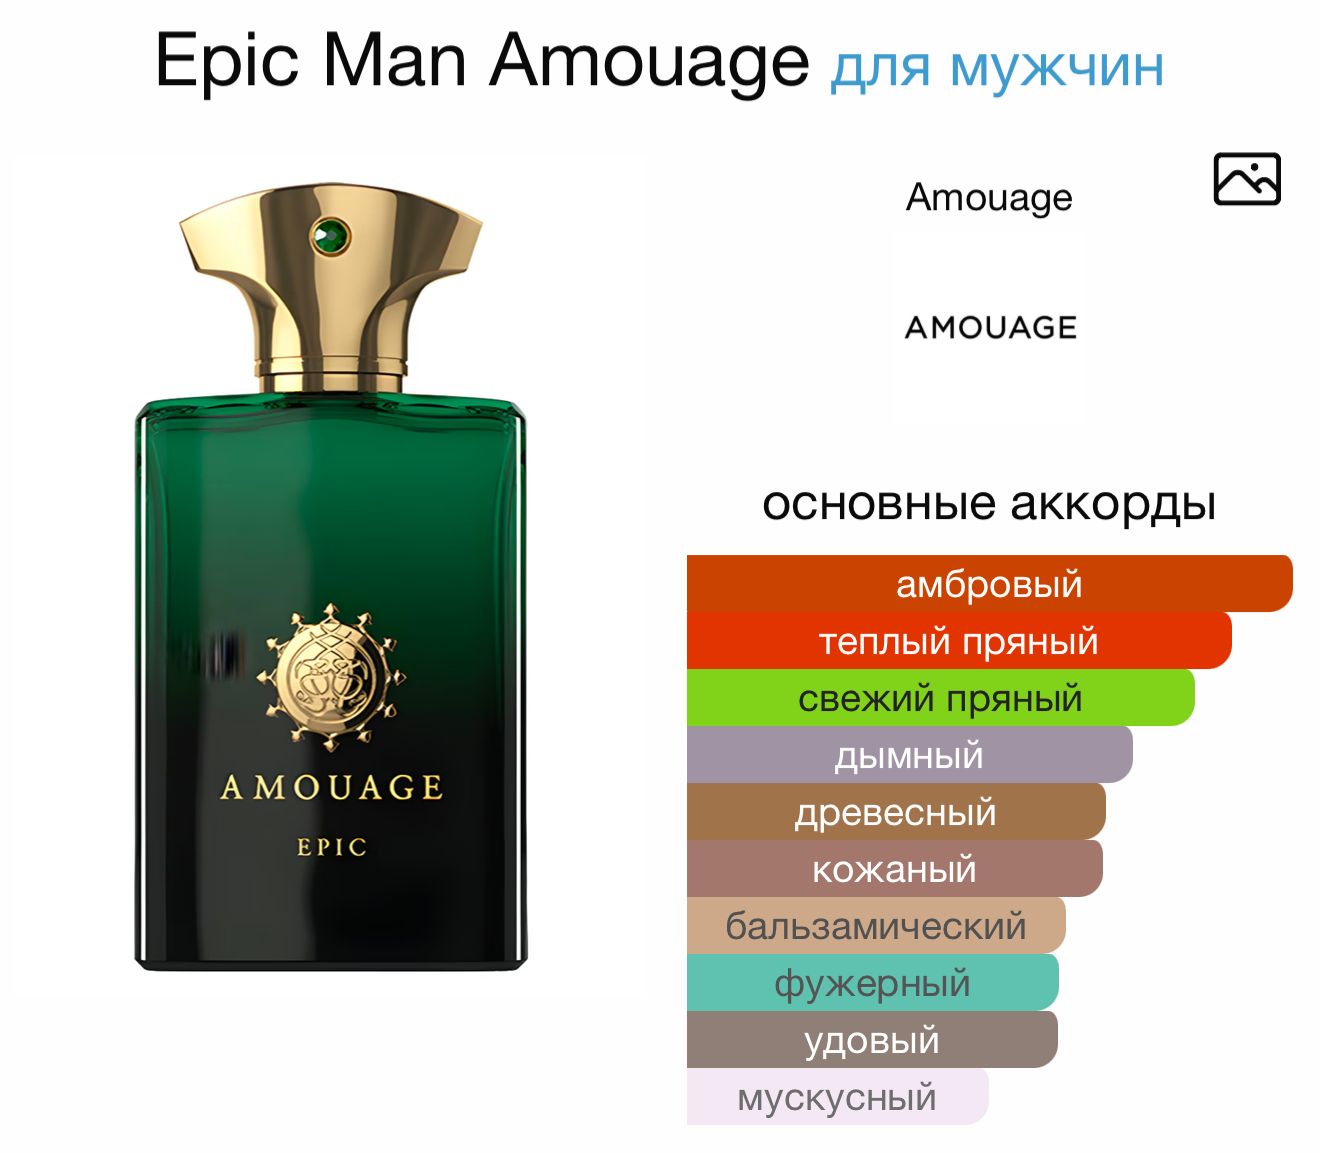 Epic Man Amouage для мужчин
Amouage
AMOUAGE
AMOUAGE
EPIC
основные аккорды
амбровый
теплый пряный
свежий пряный
дымный
древесный
кожаный
бальзамический
фужерный
удовый
мускусный